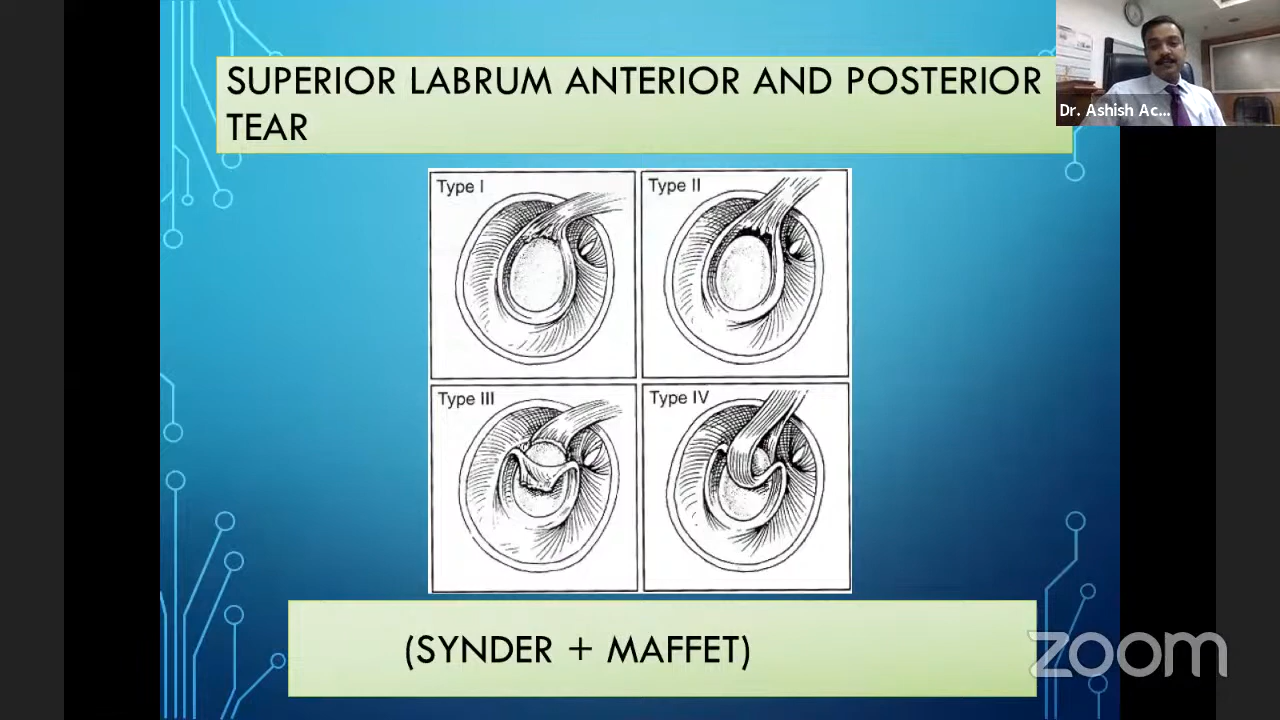 SUPERIOR LABRUM ANTERIOR AND POSTERIOR
TEAR
Dr. Ashish Ac...
Type I
Type II
Type III
Type IV
(SYNDER + MAFFET)
zoom